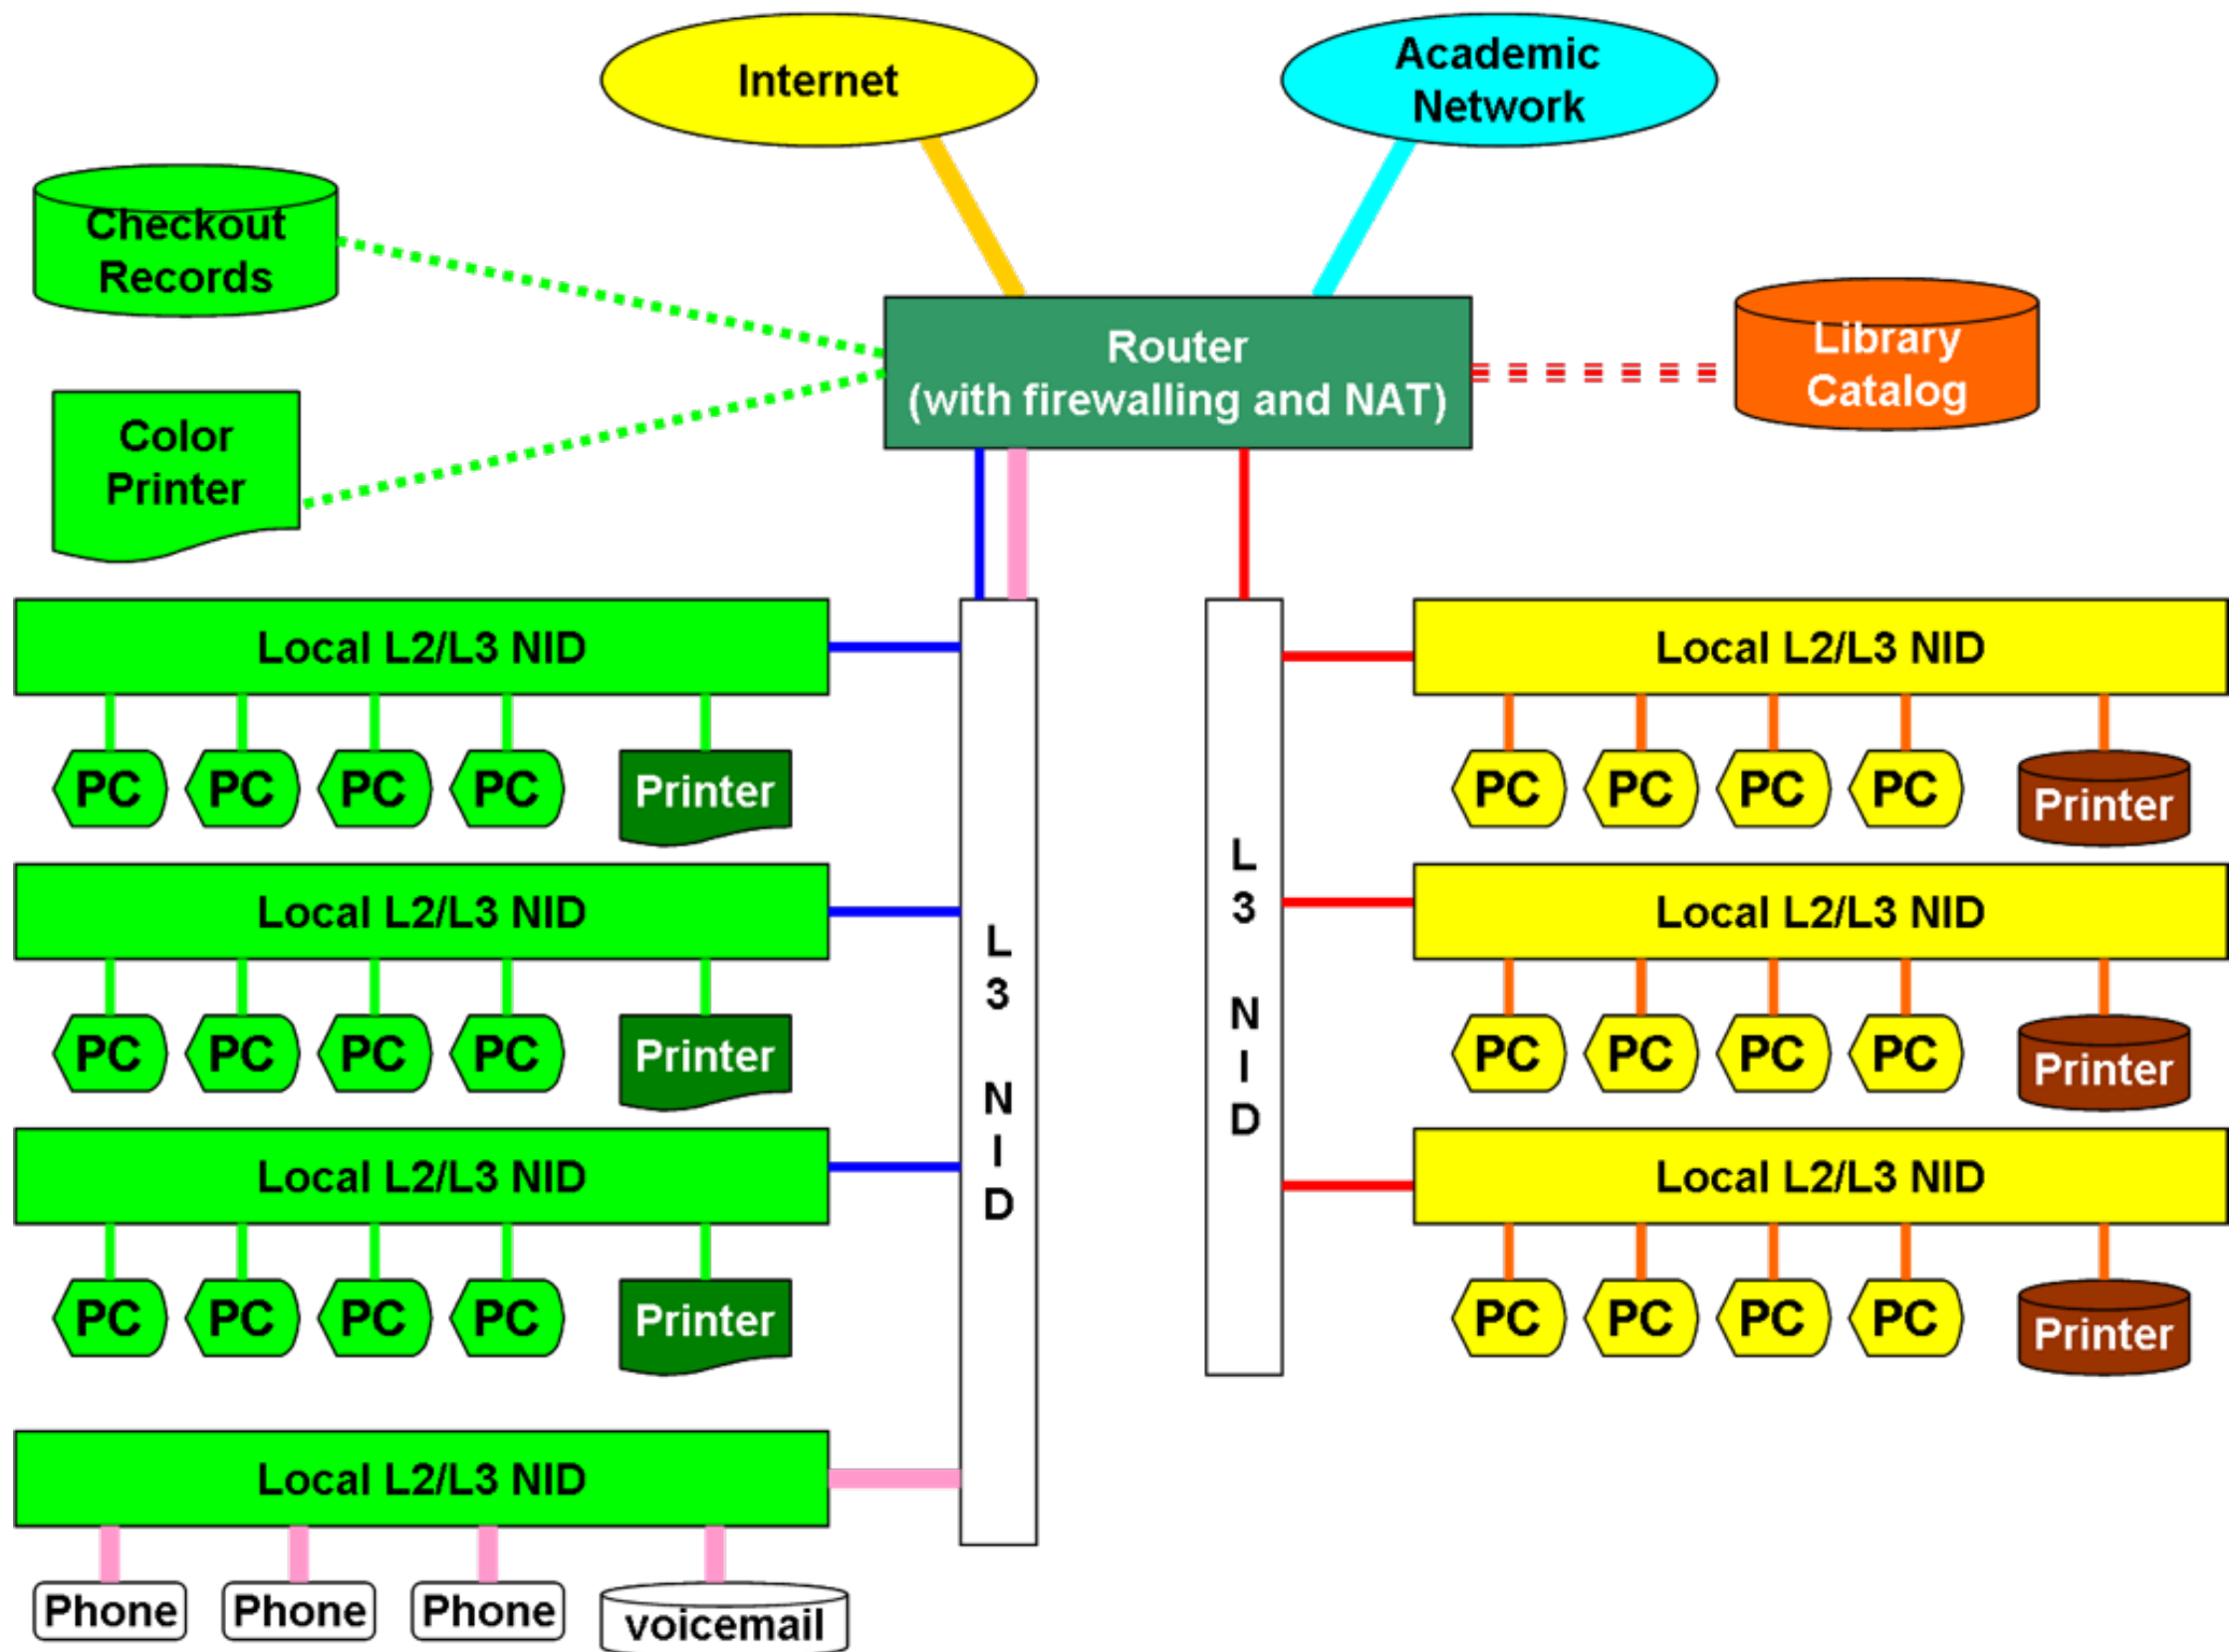 Internet
Academic
Network
Checkout
Records
Router
(with firewalling and NAT)
Library
Catalog
Color
Printer
Local L2/L3 NID
PC PC PC PC Printer
Local L2/L3 NID
PC PC PC PC Printer
Local L2/L3 NID
PC PC PC PC Printer
Local L2/L3 NID
Phone Phone Phone voicemail
L
3
N
I
D
L
3
N
I
D
Local L2/L3 NID
PC PC PC PC Printer
Local L2/L3 NID
PC PC PC PC Printer
Local L2/L3 NID
PC PC PC PC Printer